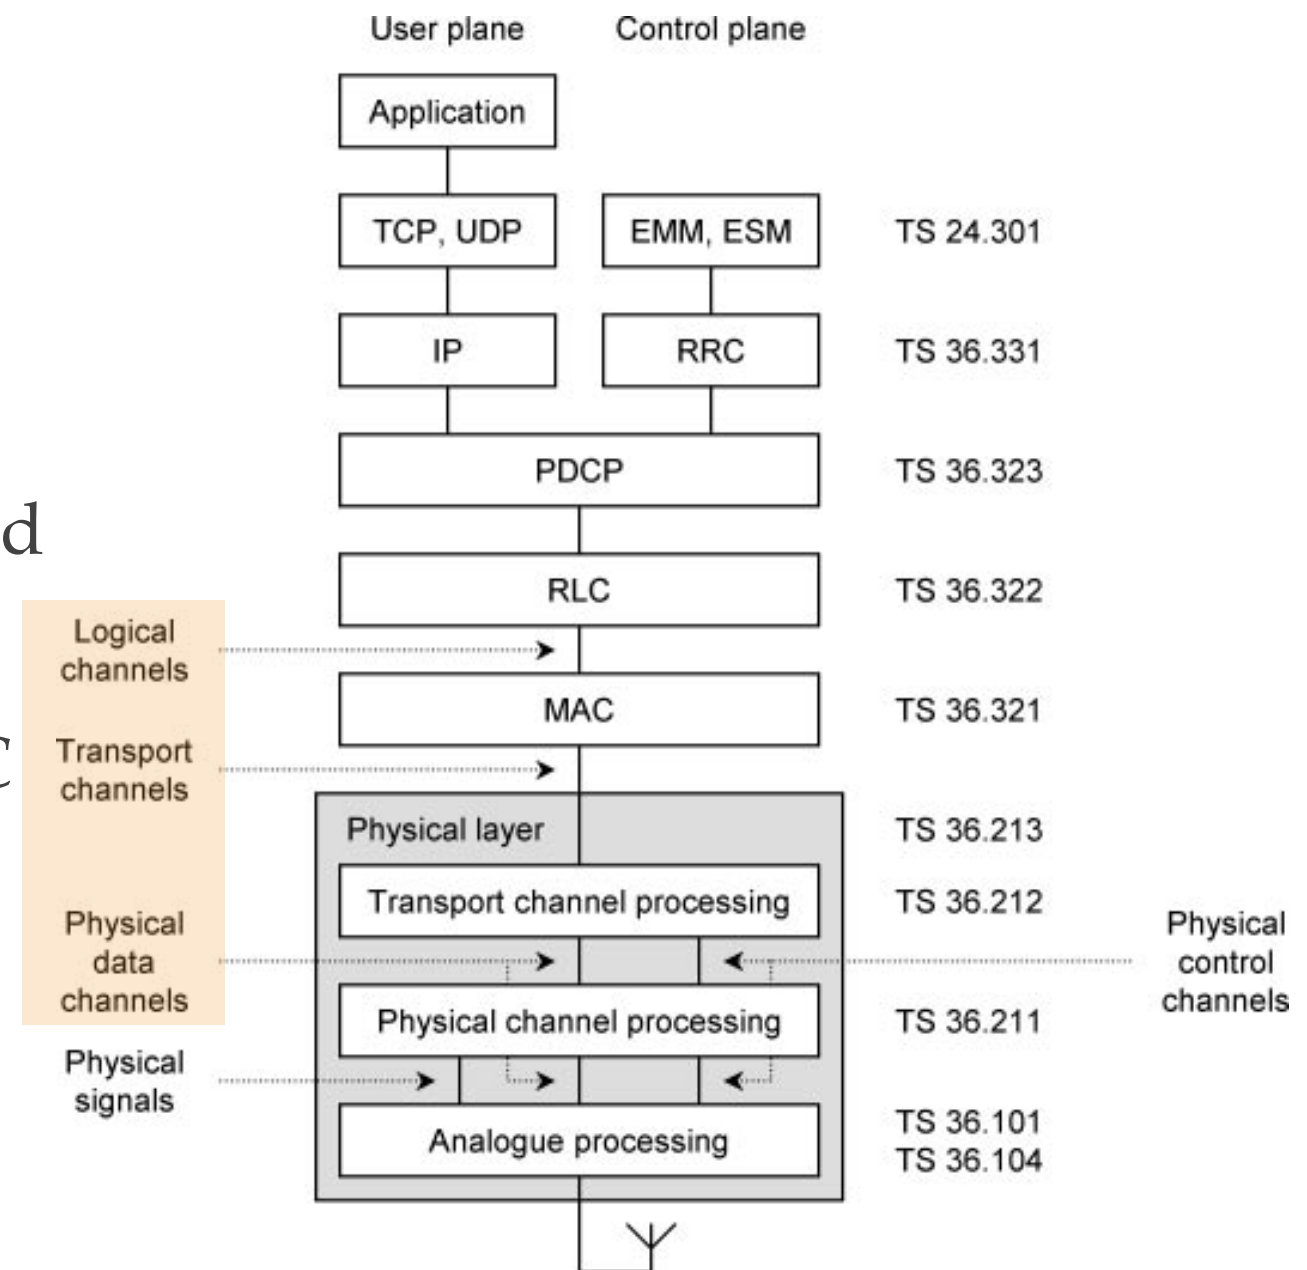 User plane
Control plane
Application
TCP, UDP
EMM, ESM
TS 24.301
IP
RRC
TS 36.331
PDCP
TS 36.323
d
RLC
TS 36.322
Logical
channels
MAC
TS 36.321
C
Transport
channels
Physical layer
TS 36.213
Transport channel processing
TS 36.212
Physical
data
channels
Physical
control
channels
Physical channel processing
TS 36.211
Physical
signals
Analogue processing
TS 36.101
TS 36.104